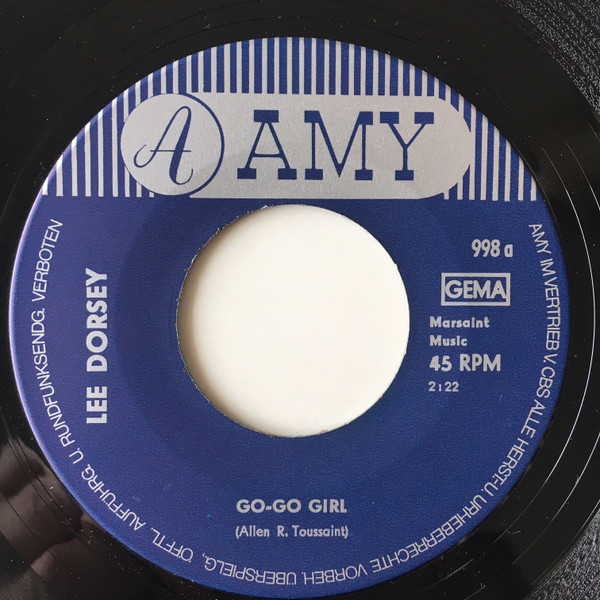 A AMY
998 a
GEMA
Marsaint
Music
45 RPM
2:22
LEE DORSEY
GO-GO GIRL
(Allen R. Toussaint)
AMY IM VERTRIEB V. CBS ALLE HERST.-U. URHEBERRECHTE VORBEH. ÜBERSPIELG., ÖFFTL. AUFFÜHRG. U. RUNDFUNKSENDG. VERBOTEN